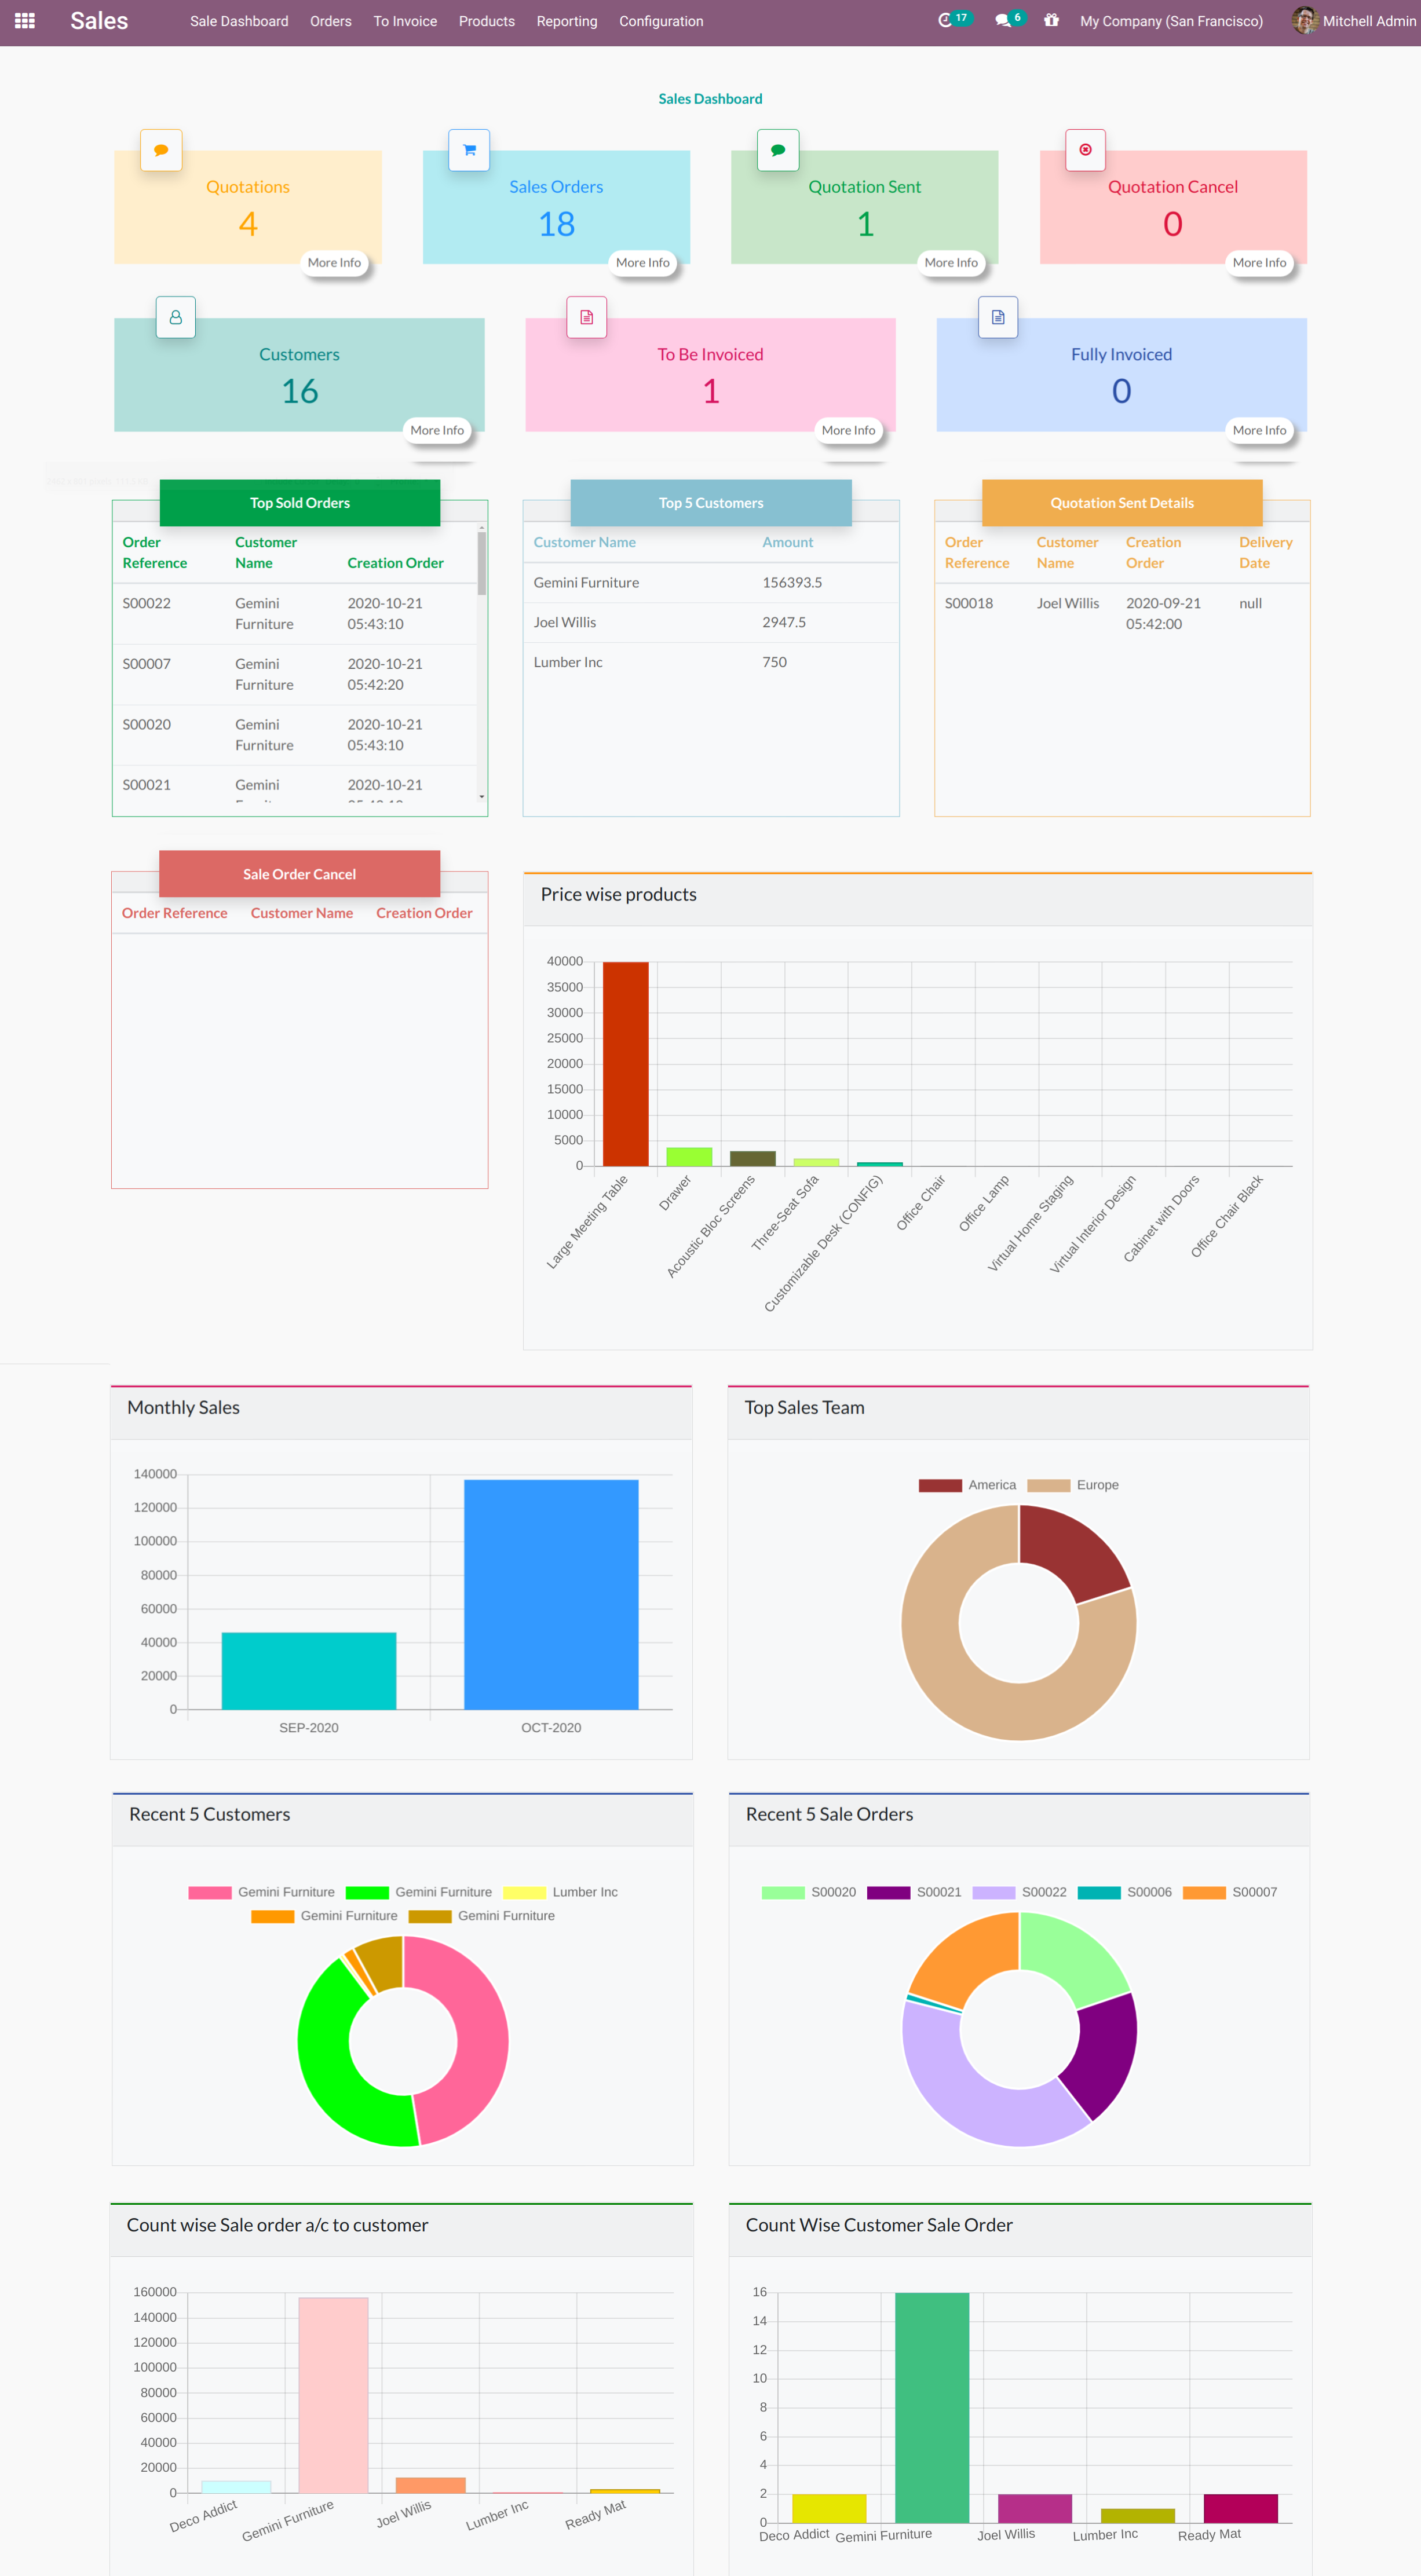 Sales Sale Dashboard Orders To Invoice Products Reporting Configuration 17 6 My Company (San Francisco) Mitchell Admin
Sales Dashboard
Quotations
4
More Info
Sales Orders
18
More Info
Quotation Sent
1
More Info
Quotation Cancel
0
More Info
Customers
16
More Info
To Be Invoiced
1
More Info
Fully Invoiced
0
More Info
Top Sold Orders
Order Reference Customer Name Creation Order
S00022 Gemini Furniture 2020-10-21 05:43:10
S00007 Gemini Furniture 2020-10-21 05:42:20
S00020 Gemini Furniture 2020-10-21 05:43:10
S00021 Gemini 2020-10-21
Top 5 Customers
Customer Name Amount
Gemini Furniture 156393.5
Joel Willis 2947.5
Lumber Inc 750
Quotation Sent Details
Order Reference Customer Name Creation Order Delivery Date
S00018 Joel Willis 2020-09-21 05:42:00 null
Sale Order Cancel
Order Reference Customer Name Creation Order
Price wise products
40000
35000
30000
25000
20000
15000
10000
5000
0
Large Meeting Table
Drawer
Acoustic Bloc Screens
Three-Seat Sofa
Customizable Desk (CONFIG)
Office Chair
Office Lamp
Virtual Home Staging
Virtual Interior Design
Cabinet with Doors
Office Chair Black
Monthly Sales
140000
120000
100000
80000
60000
40000
20000
0
SEP-2020 OCT-2020
Top Sales Team
America Europe
Recent 5 Customers
Gemini Furniture Gemini Furniture Lumber Inc
Gemini Furniture Gemini Furniture
Recent 5 Sale Orders
S00020 S00021 S00022 S00006 S00007
Count wise Sale order a/c to customer
160000
140000
120000
100000
80000
60000
40000
20000
0
Deco Addict Gemini Furniture Joel Willis Lumber Inc Ready Mat
Count Wise Customer Sale Order
16
14
12
10
8
6
4
2
0
Deco Addict Gemini Furniture Joel Willis Lumber Inc Ready Mat